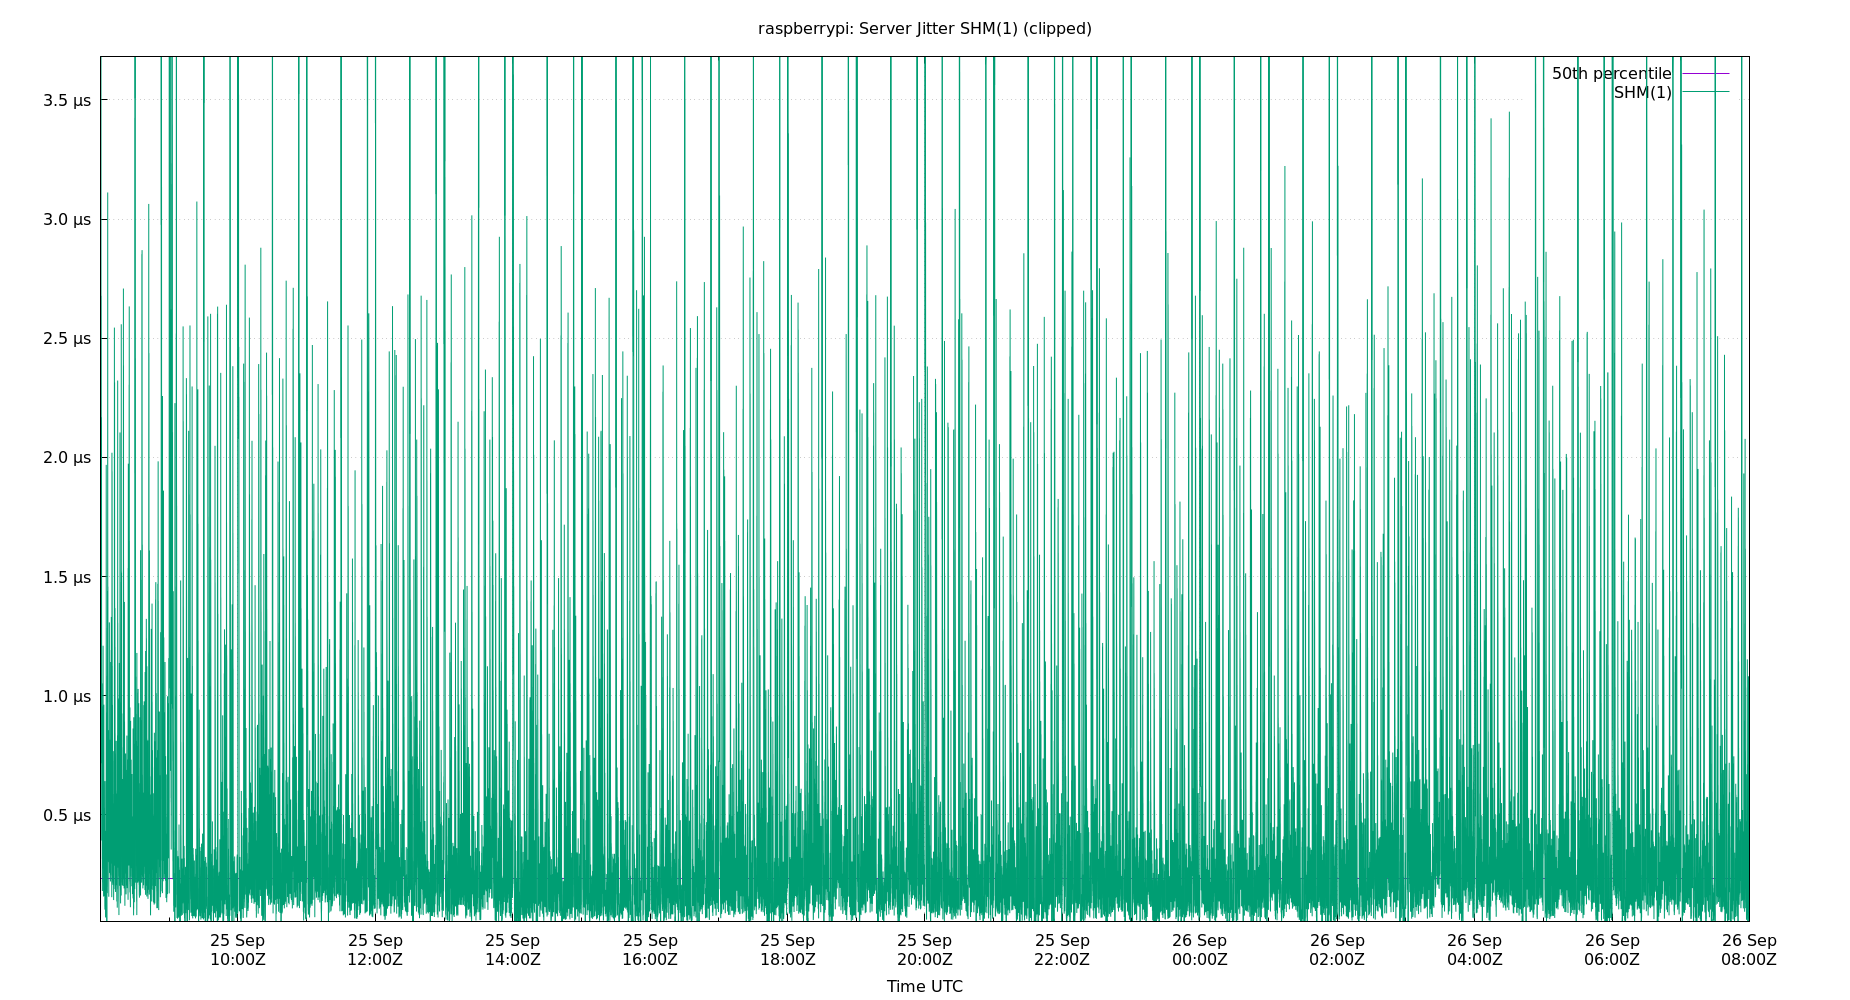 raspberrypi: Server Jitter SHM(1) (clipped)
50th percentile
SHM(1)
3.5 µs
3.0 µs
2.5 µs
2.0 µs
1.5 µs
1.0 µs
0.5 µs
25 Sep 25 Sep 25 Sep 25 Sep 25 Sep 25 Sep 25 Sep 26 Sep 26 Sep 26 Sep 26 Sep 26 Sep
10:00Z 12:00Z 14:00Z 16:00Z 18:00Z 20:00Z 22:00Z 00:00Z 02:00Z 04:00Z 06:00Z 08:00Z
Time UTC